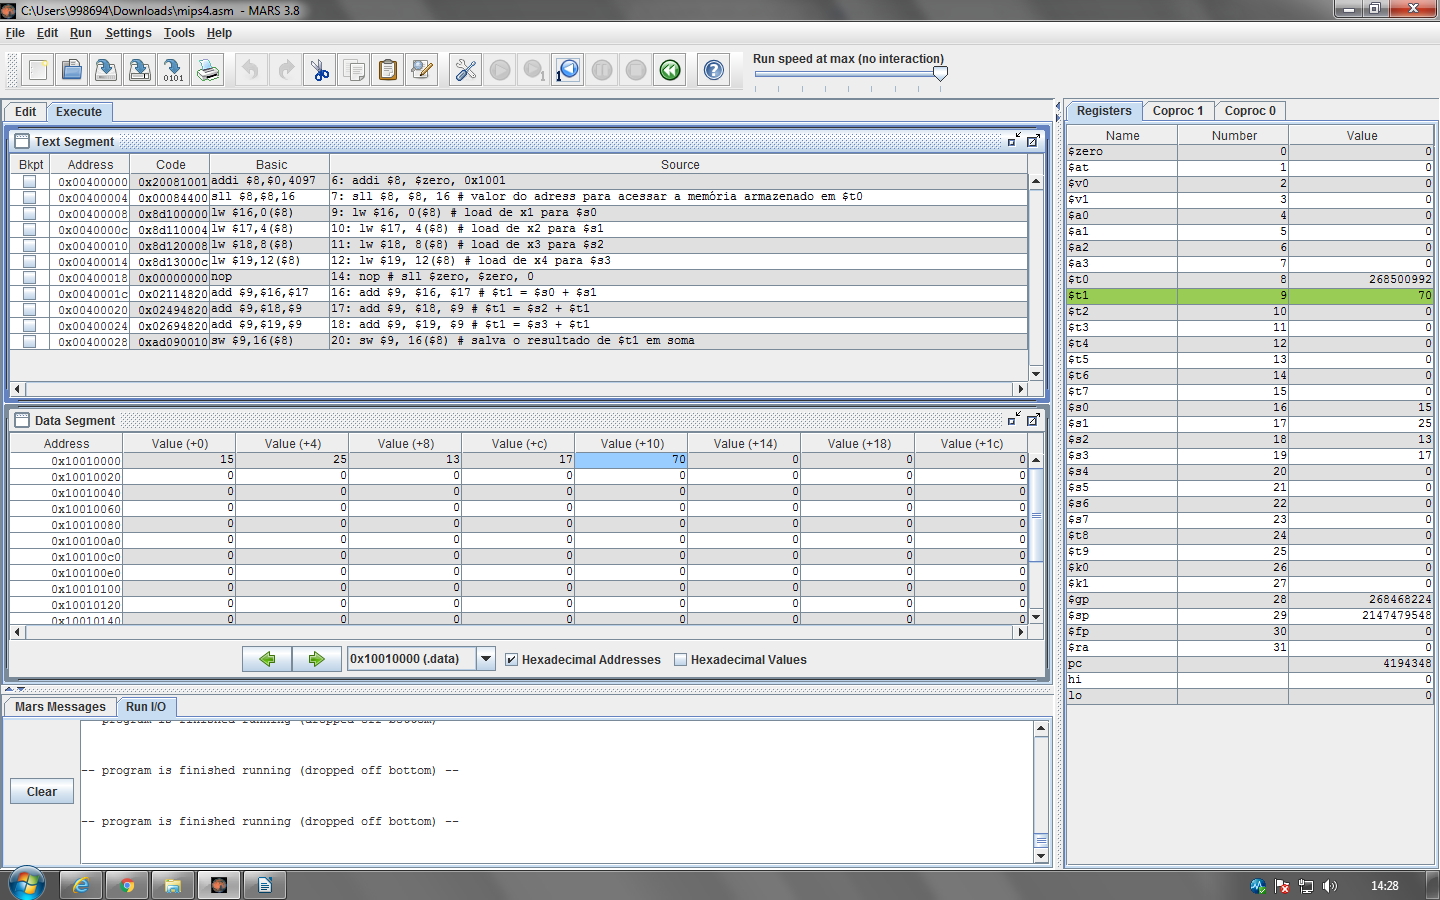 C:\Users\998694\Downloads\mips4.asm - MARS 3.8
File Edit Run Settings Tools Help
Run speed at max (no interaction)
Edit Execute
Text Segment
Bkpt Address Code Basic Source
0x00400000 0x20081001 addi $8,$0,4097 6: addi $8, $zero, 0x1001
0x00400004 0x00084400 sll $8,$8,16 7: sll $8, $8, 16 # valor do adress para acessar a memória armazenado em $t0
0x00400008 0x8d100000 lw $16,0($8) 9: lw $16, 0($8) # load de x1 para $s0
0x0040000c 0x8d110004 lw $17,4($8) 10: lw $17, 4($8) # load de x2 para $s1
0x00400010 0x8d120008 lw $18,8($8) 11: lw $18, 8($8) # load de x3 para $s2
0x00400014 0x8d13000c lw $19,12($8) 12: lw $19, 12($8) # load de x4 para $s3
0x00400018 0x00000000 nop 14: nop # sll $zero, $zero, 0
0x0040001c 0x02114820 add $9,$16,$17 16: add $9, $16, $17 # $t1 = $s0 + $s1
0x00400020 0x02494820 add $9,$18,$9 17: add $9, $18, $9 # $t1 = $s2 + $t1
0x00400024 0x02694820 add $9,$19,$9 18: add $9, $19, $9 # $t1 = $s3 + $t1
0x00400028 0xad090010 sw $9,16($8) 20: sw $9, 16($8) # salva o resultado de $t1 em soma
Data Segment
Address Value (+0) Value (+4) Value (+8) Value (+c) Value (+10) Value (+14) Value (+18) Value (+1c)
0x10010000 15 25 13 17 70 0 0 0
0x10010020 0 0 0 0 0 0 0 0
0x10010040 0 0 0 0 0 0 0 0
0x10010060 0 0 0 0 0 0 0 0
0x10010080 0 0 0 0 0 0 0 0
0x100100a0 0 0 0 0 0 0 0 0
0x100100c0 0 0 0 0 0 0 0 0
0x100100e0 0 0 0 0 0 0 0 0
0x10010100 0 0 0 0 0 0 0 0
0x10010120 0 0 0 0 0 0 0 0
0x10010140 0 0 0 0 0 0 0 0
0x10010000 (.data) Hexadecimal Addresses Hexadecimal Values
Mars Messages Run I/O
-- program is finished running (dropped off bottom) --
-- program is finished running (dropped off bottom) --
-- program is finished running (dropped off bottom) --
Clear
Registers Coproc 1 Coproc 0
Name Number Value
$zero 0 0
$at 1 0
$v0 2 0
$v1 3 0
$a0 4 0
$a1 5 0
$a2 6 0
$a3 7 0
$t0 8 268500992
$t1 9 70
$t2 10 0
$t3 11 0
$t4 12 0
$t5 13 0
$t6 14 0
$t7 15 0
$s0 16 15
$s1 17 25
$s2 18 13
$s3 19 17
$s4 20 0
$s5 21 0
$s6 22 0
$s7 23 0
$t8 24 0
$t9 25 0
$k0 26 0
$k1 27 0
$gp 28 268468224
$sp 29 2147479548
$fp 30 0
$ra 31 0
pc 4194348
hi 0
lo 0
14:28